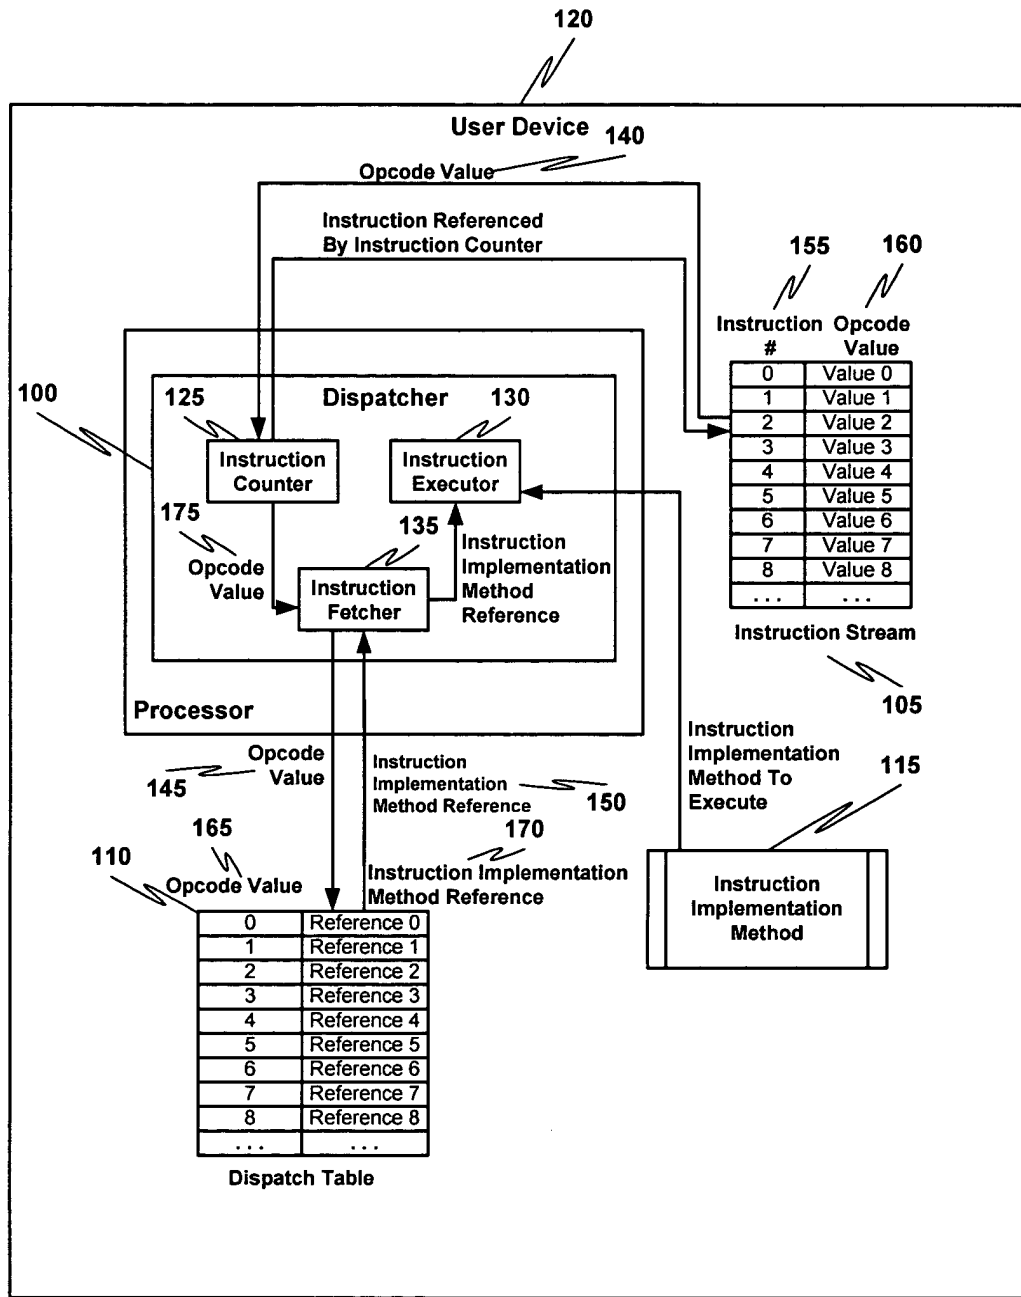 120
User Device
140
Opcode Value
Instruction Referenced
By Instruction Counter
155
160
Instruction
#
Opcode
Value
0 Value 0
1 Value 1
2 Value 2
3 Value 3
4 Value 4
5 Value 5
6 Value 6
7 Value 7
8 Value 8
... ...
Instruction Stream
105
100
Dispatcher
125
130
Instruction
Counter
Instruction
Executor
175
Opcode
Value
135
Instruction
Fetcher
Instruction
Implementation
Method
Reference
Processor
Opcode
Value
145
Instruction
Implementation
Method Reference
150
Instruction
Implementation
Method To
Execute
115
Instruction
Implementation
Method
165
170
110
Opcode Value
Instruction Implementation
Method Reference
0 Reference 0
1 Reference 1
2 Reference 2
3 Reference 3
4 Reference 4
5 Reference 5
6 Reference 6
7 Reference 7
8 Reference 8
... ...
Dispatch Table